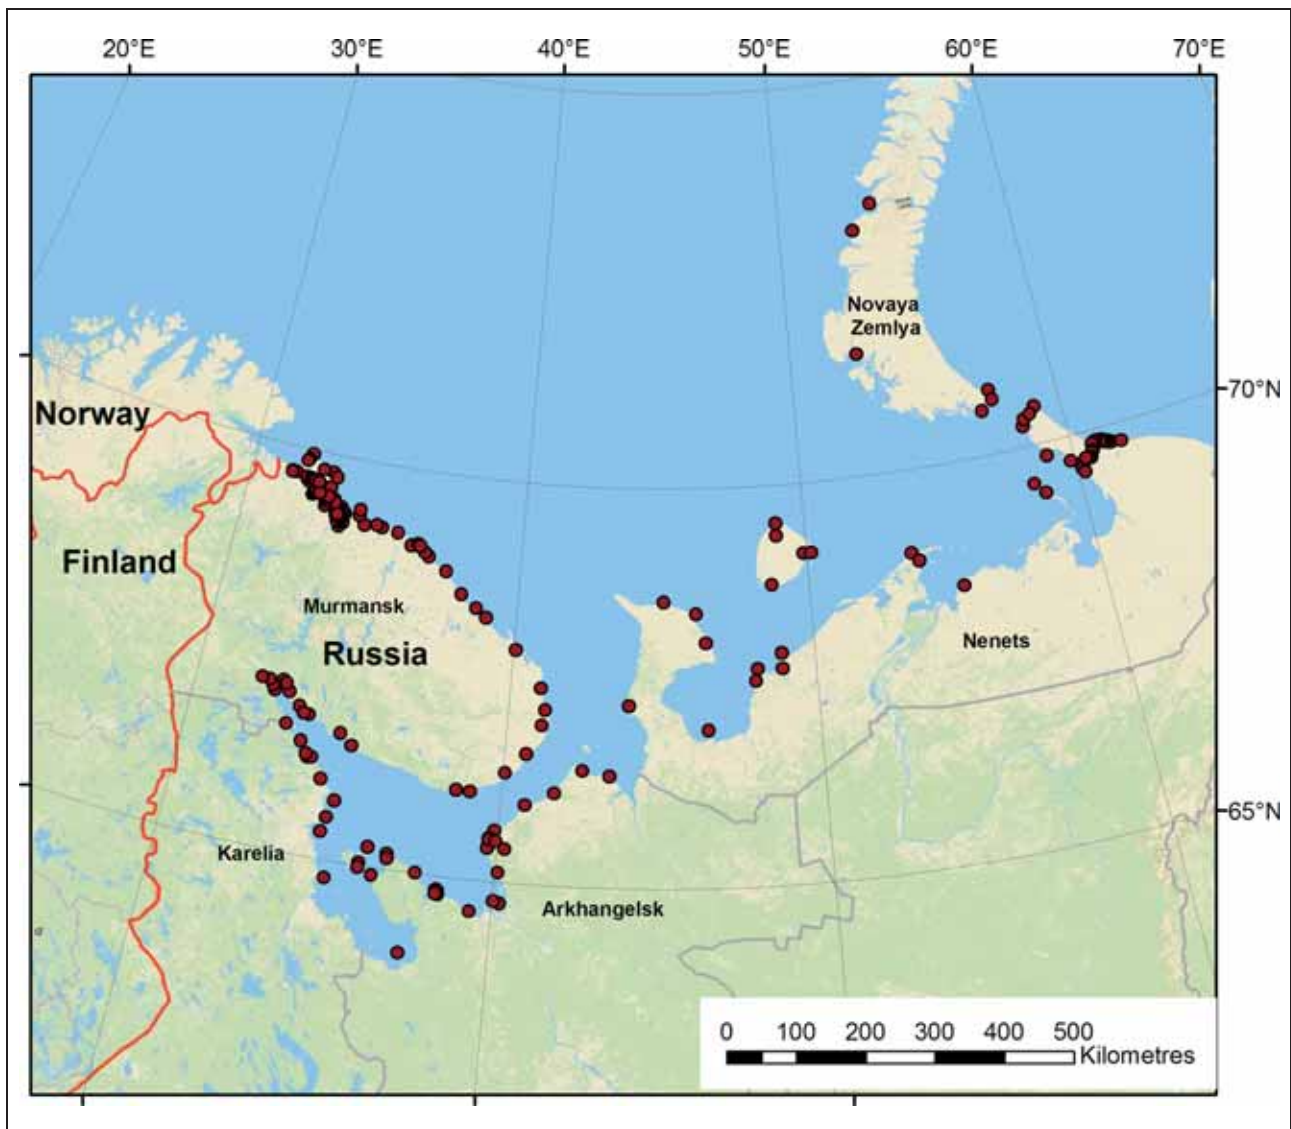 20°E 30°E 40°E 50°E 60°E 70°E
Novaya
Zemlya
70°N
Norway
Finland
Murmansk
Nenets
Russia
65°N
Karelia
Arkhangelsk
0 100 200 300 400 500
Kilometres